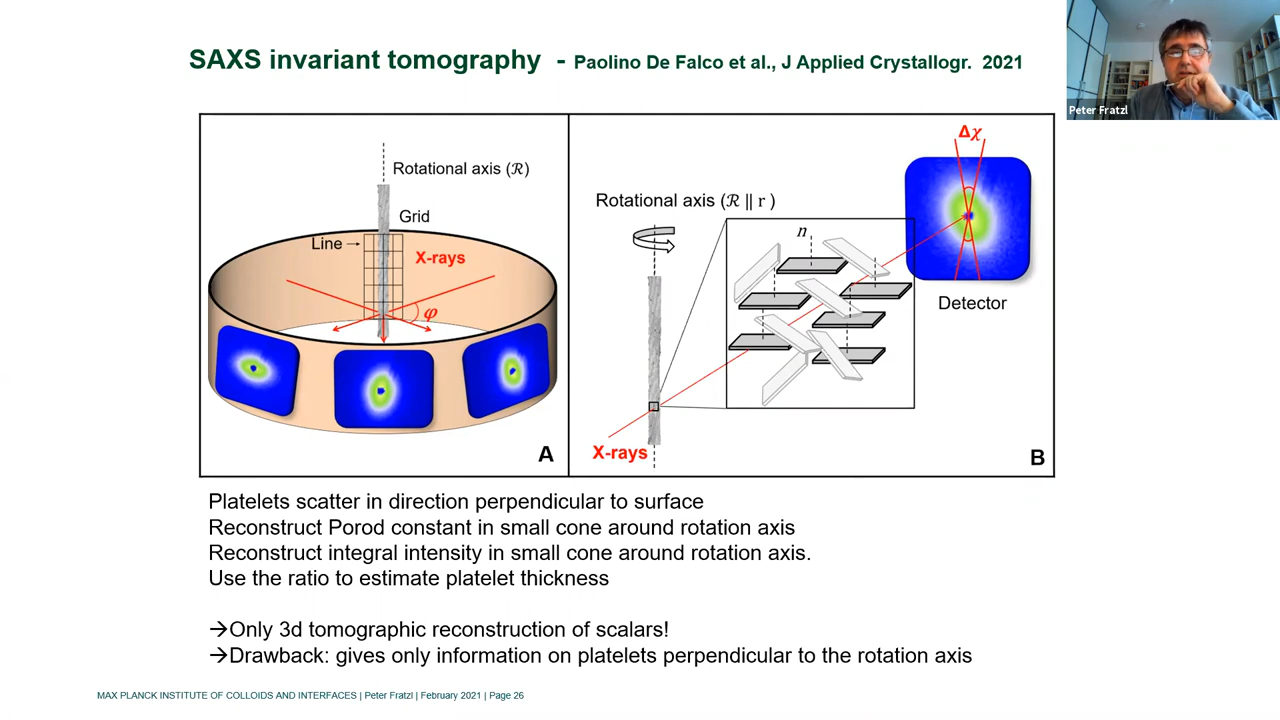 SAXS invariant tomography - Paolino De Falco et al., J Applied Crystallogr. 2021
Peter Fratzl
Rotational axis (ℛ)
Grid
Line
X-rays
φ
A
Rotational axis (ℛ ∥ r )
n
Δχ
Detector
X-rays
B
Platelets scatter in direction perpendicular to surface
Reconstruct Porod constant in small cone around rotation axis
Reconstruct integral intensity in small cone around rotation axis.
Use the ratio to estimate platelet thickness
→Only 3d tomographic reconstruction of scalars!
→Drawback: gives only information on platelets perpendicular to the rotation axis
MAX PLANCK INSTITUTE OF COLLOIDS AND INTERFACES | Peter Fratzl | February 2021 | Page 26